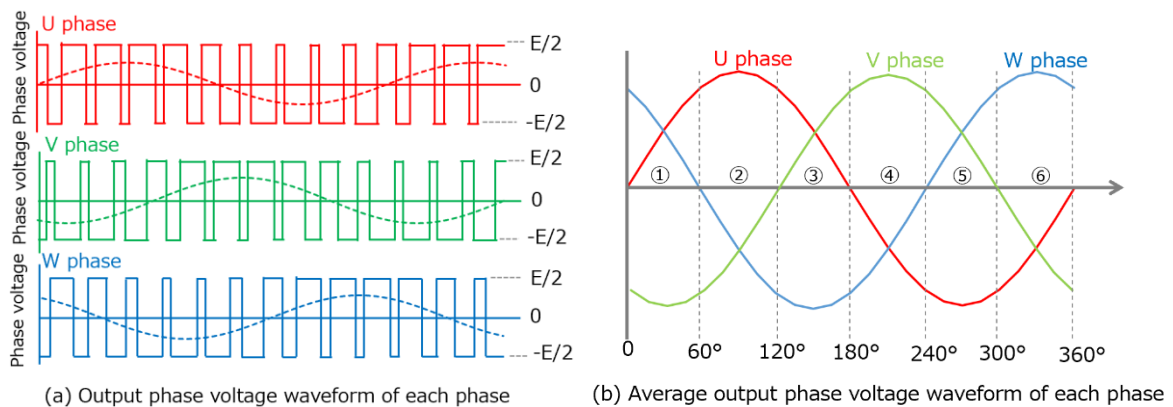 U phase
Phase voltage
E/2
0
-E/2
V phase
Phase voltage
E/2
0
-E/2
W phase
Phase voltage
E/2
0
-E/2
(a) Output phase voltage waveform of each phase
U phase
V phase
W phase
① ② ③ ④ ⑤ ⑥
0 60° 120° 180° 240° 300° 360°
(b) Average output phase voltage waveform of each phase